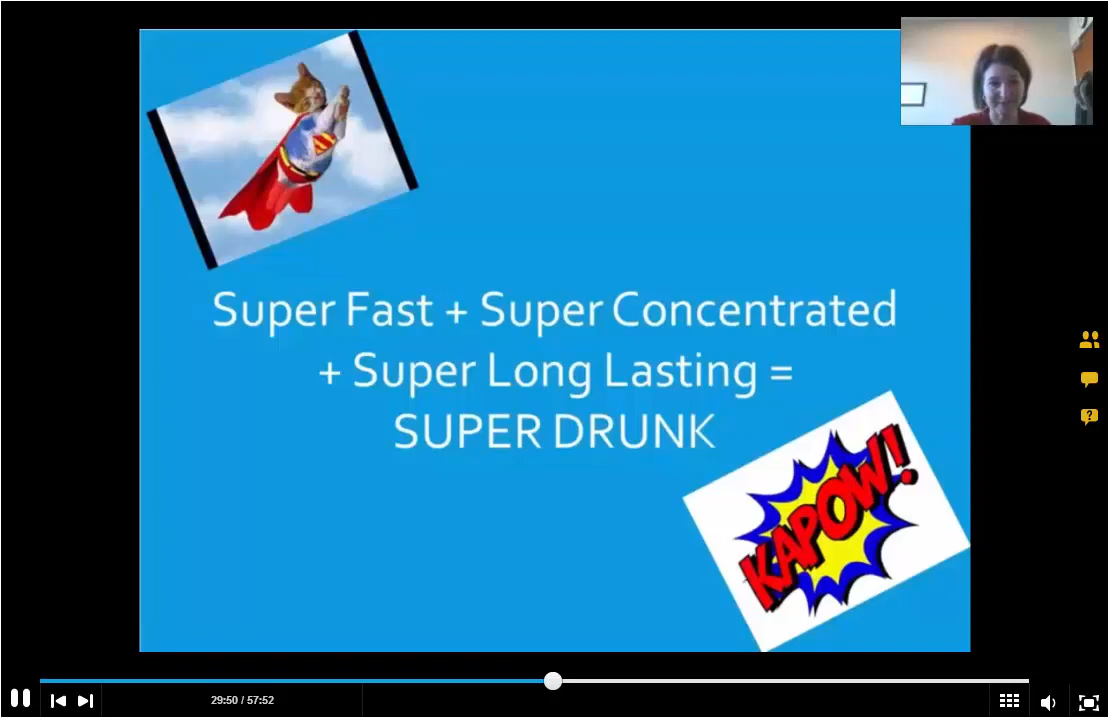 Super Fast + Super Concentrated
+ Super Long Lasting =
SUPER DRUNK
KAPOW!
29:50 / 57:52